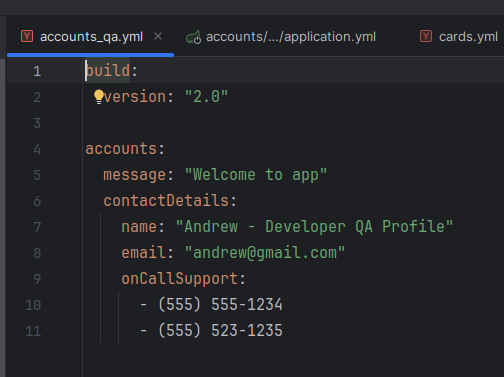 accounts_qa.yml × accounts/.../application.yml cards.yml
1 build:
2 version: "2.0"
3
4 accounts:
5 message: "Welcome to app"
6 contactDetails:
7 name: "Andrew - Developer QA Profile"
8 email: "andrew@gmail.com"
9 onCallSupport:
10 - (555) 555-1234
11 - (555) 523-1235